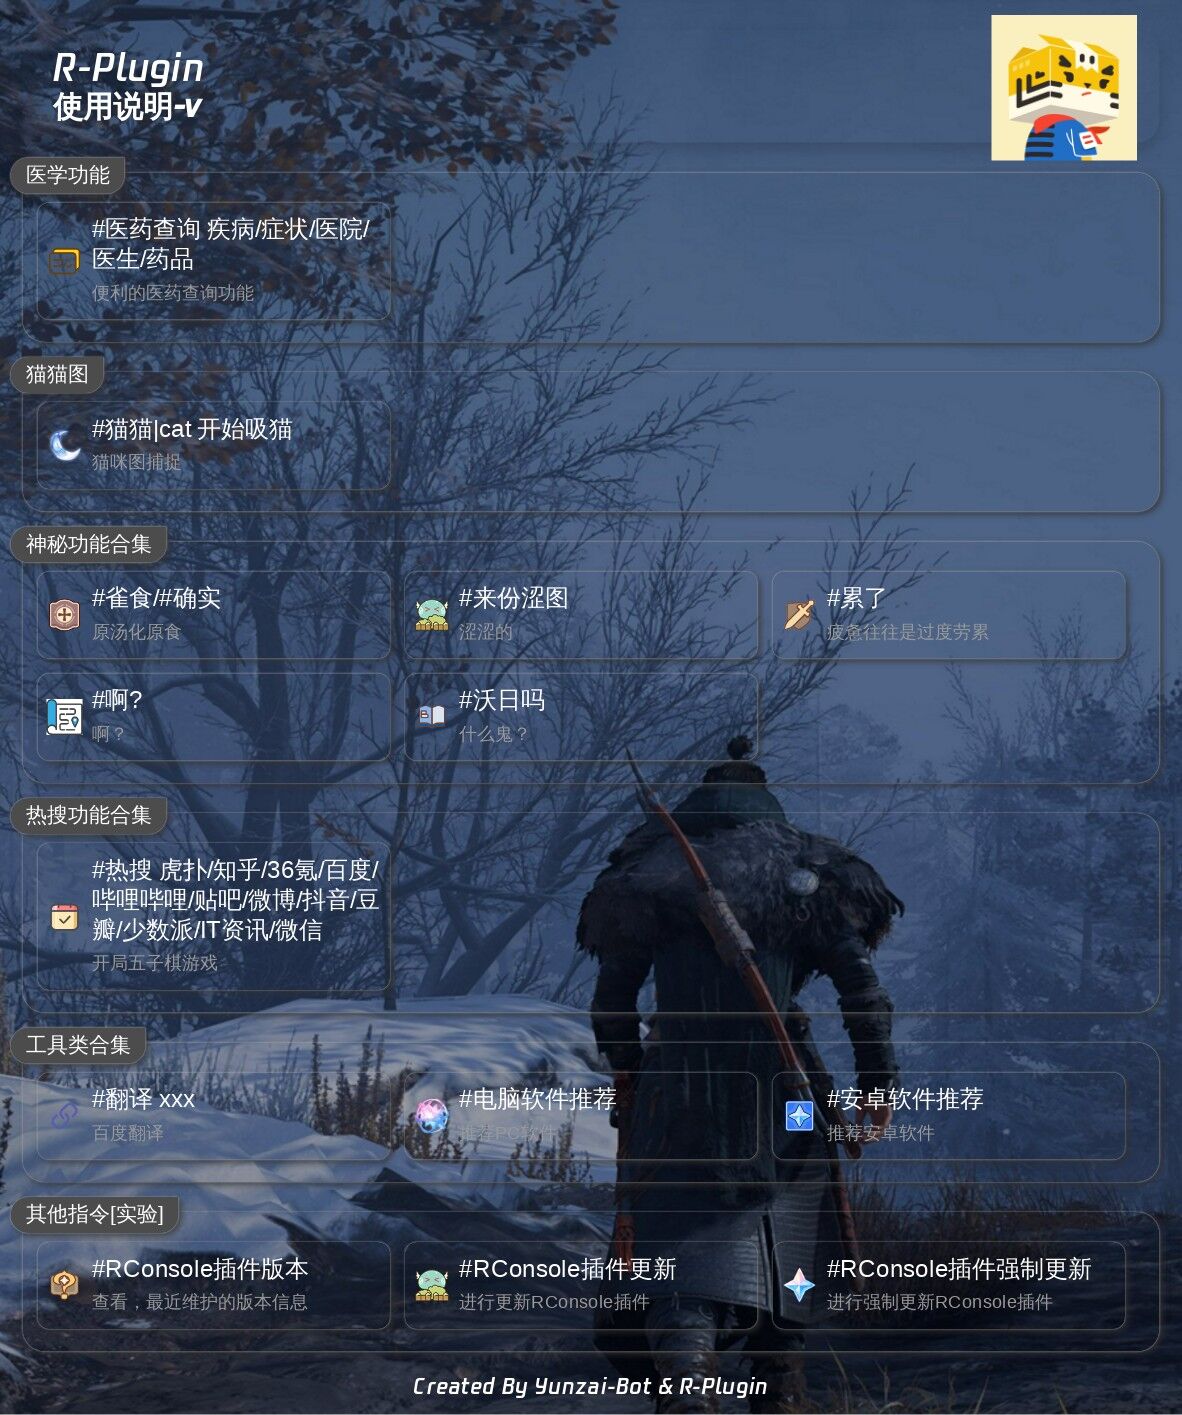 R-Plugin
使用说明-v
医学功能
#医药查询 疾病/症状/医院/
医生/药品
便利的医药查询功能
猫猫图
#猫猫|cat 开始吸猫
猫咪图捕捉
神秘功能合集
#雀食/#确实
原汤化原食
#来份涩图
涩涩的
#累了
疲惫往往是过度劳累
#啊?
啊？
#沃日吗
什么鬼？
热搜功能合集
#热搜 虎扑/知乎/36氪/百度/
哔哩哔哩/贴吧/微博/抖音/豆
瓣/少数派/IT资讯/微信
开局五子棋游戏
工具类合集
#翻译 xxx
百度翻译
#电脑软件推荐
推荐PC软件
#安卓软件推荐
推荐安卓软件
其他指令[实验]
#RConsole插件版本
查看，最近维护的版本信息
#RConsole插件更新
进行更新RConsole插件
#RConsole插件强制更新
进行强制更新RConsole插件
Created By Yunzai-Bot & R-Plugin